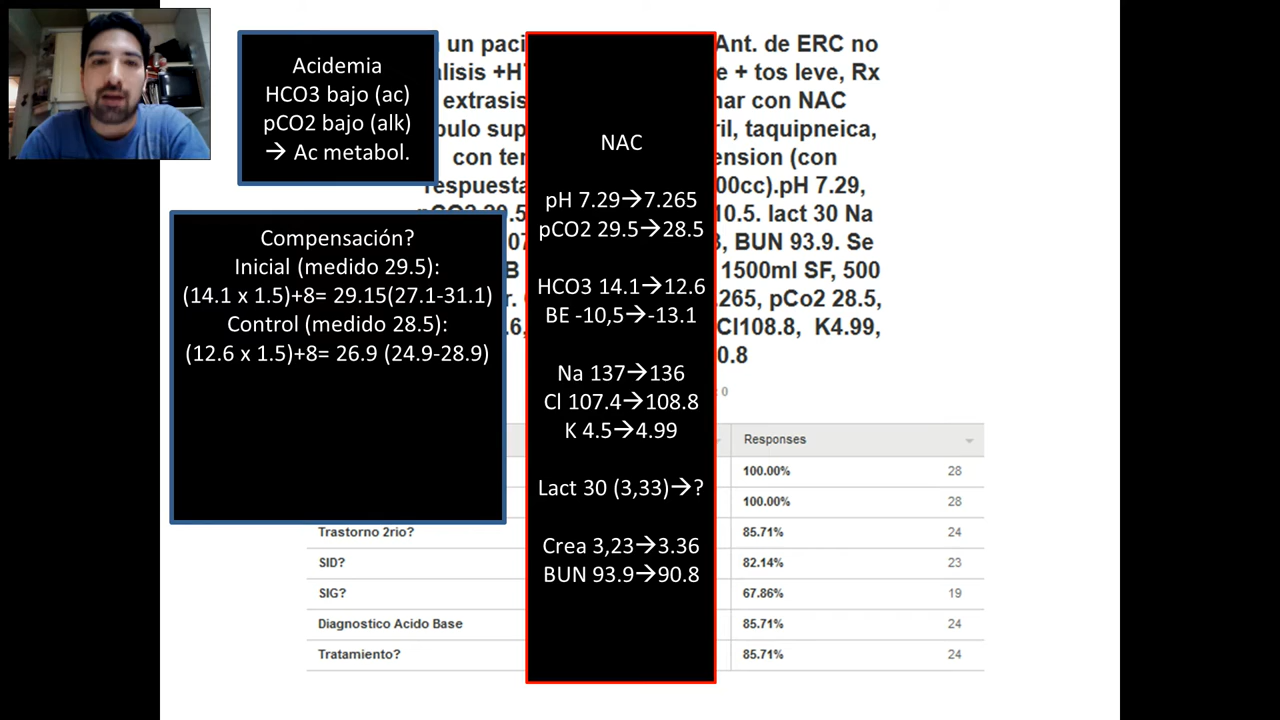 Acidemia
HCO3 bajo (ac)
pCO2 bajo (alk)
→ Ac metabol.
Compensación?
Inicial (medido 29.5):
(14.1 x 1.5)+8= 29.15(27.1-31.1)
Control (medido 28.5):
(12.6 x 1.5)+8= 26.9 (24.9-28.9)
NAC
pH 7.29→7.265
pCO2 29.5→28.5
HCO3 14.1→12.6
BE -10,5→-13.1
Na 137→136
Cl 107.4→108.8
K 4.5→4.99
Lact 30 (3,33)→?
Crea 3,23→3.36
BUN 93.9→90.8
un Ant. de ERC no
e + tos leve, Rx
extrasis con NAC
taquipneica,
con (con
respuesta pH 7.29,
10.5. lact 30 Na
BUN 93.9. Se
1500ml SF, 500
pCo2 28.5,
Cl108.8, K4.99,
0.8
0
Responses
100.00% 28
100.00% 28
Trastorno 2rio? 85.71% 24
SID? 82.14% 23
SIG? 67.86% 19
Diagnostico Acido Base 85.71% 24
Tratamiento? 85.71% 24